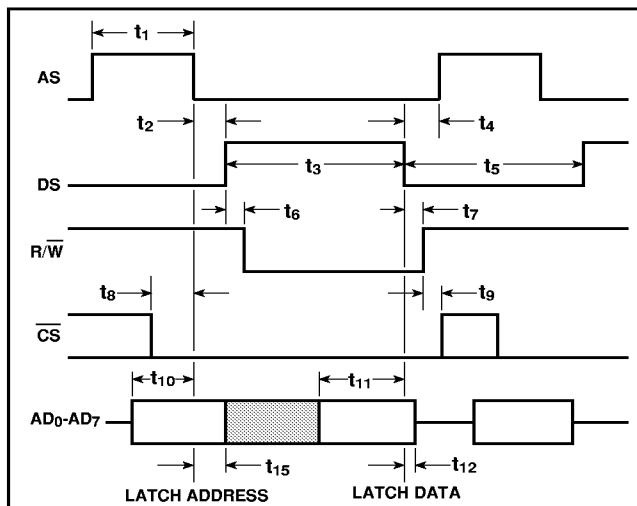 t₁
AS
t₂ t₄
t₃ t₅
DS
t₆ t₇
R/W̅
t₈ t₉
C̅S̅
t₁₀ t₁₁
AD₀-AD₇
t₁₅ t₁₂
LATCH ADDRESS LATCH DATA